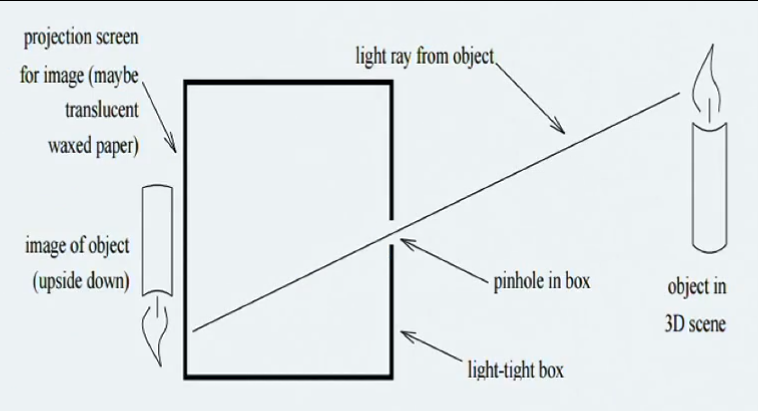 projection screen
for image (maybe
translucent
waxed paper)
light ray from object
image of object
(upside down)
pinhole in box
object in
3D scene
light-tight box